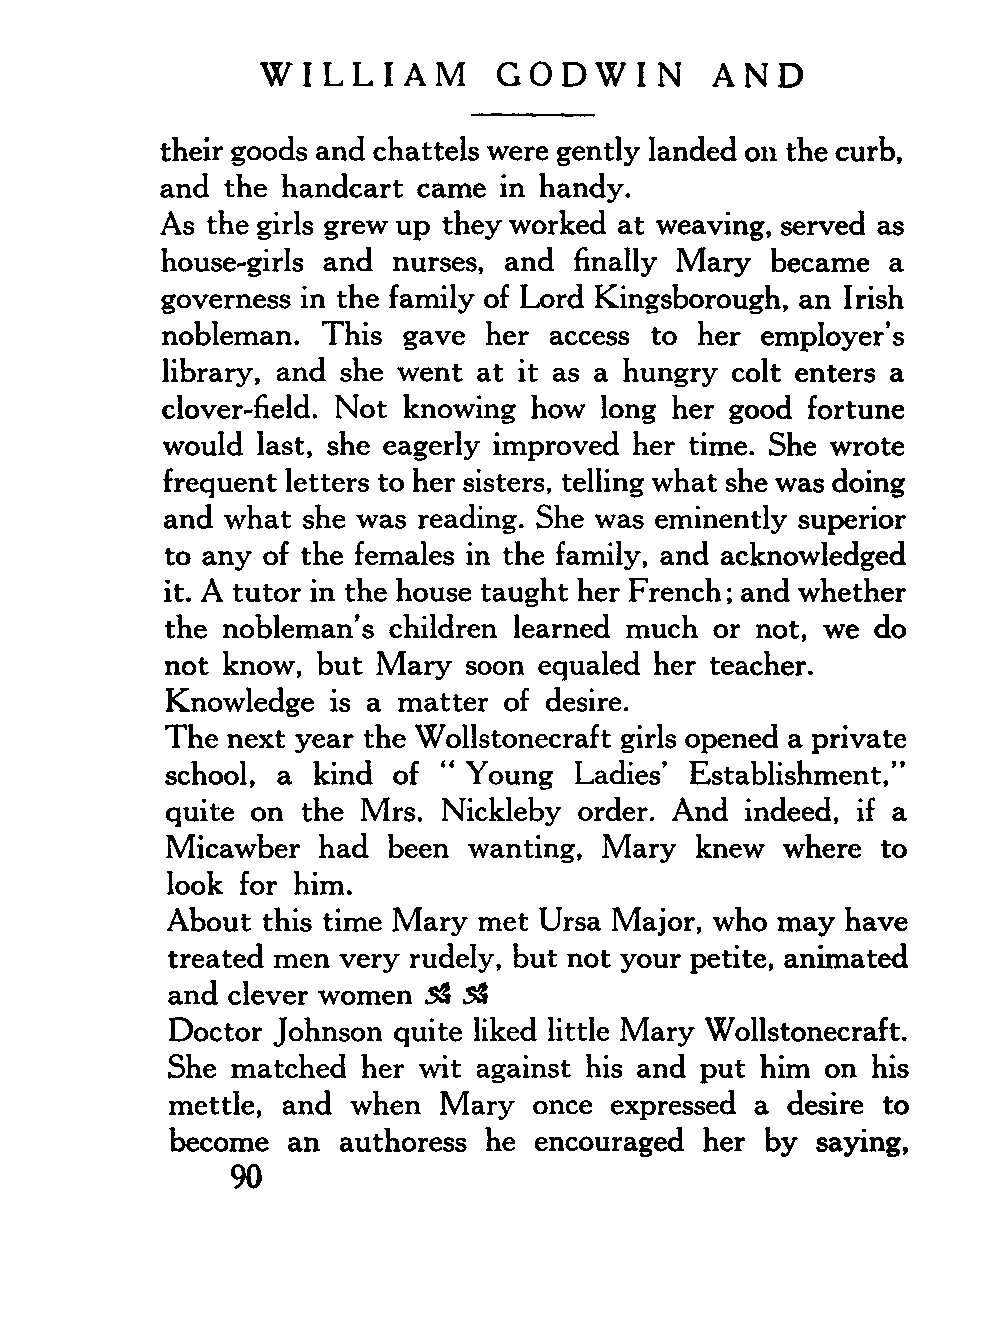 WILLIAM GODWIN AND
their goods and chattels were gently landed on the curb,
and the handcart came in handy.
As the girls grew up they worked at weaving, served as
house-girls and nurses, and finally Mary became a
governess in the family of Lord Kingsborough, an Irish
nobleman. This gave her access to her employer's
library, and she went at it as a hungry colt enters a
clover-field. Not knowing how long her good fortune
would last, she eagerly improved her time. She wrote
frequent letters to her sisters, telling what she was doing
and what she was reading. She was eminently superior
to any of the females in the family, and acknowledged
it. A tutor in the house taught her French; and whether
the nobleman's children learned much or not, we do
not know, but Mary soon equaled her teacher.
Knowledge is a matter of desire.
The next year the Wollstonecraft girls opened a private
school, a kind of "Young Ladies' Establishment,"
quite on the Mrs. Nickleby order. And indeed, if a
Micawber had been wanting, Mary knew where to
look for him.
About this time Mary met Ursa Major, who may have
treated men very rudely, but not your petite, animated
and clever women
Doctor Johnson quite liked little Mary Wollstonecraft.
She matched her wit against his and put him on his
mettle, and when Mary once expressed a desire to
become an authoress he encouraged her by saying,
90